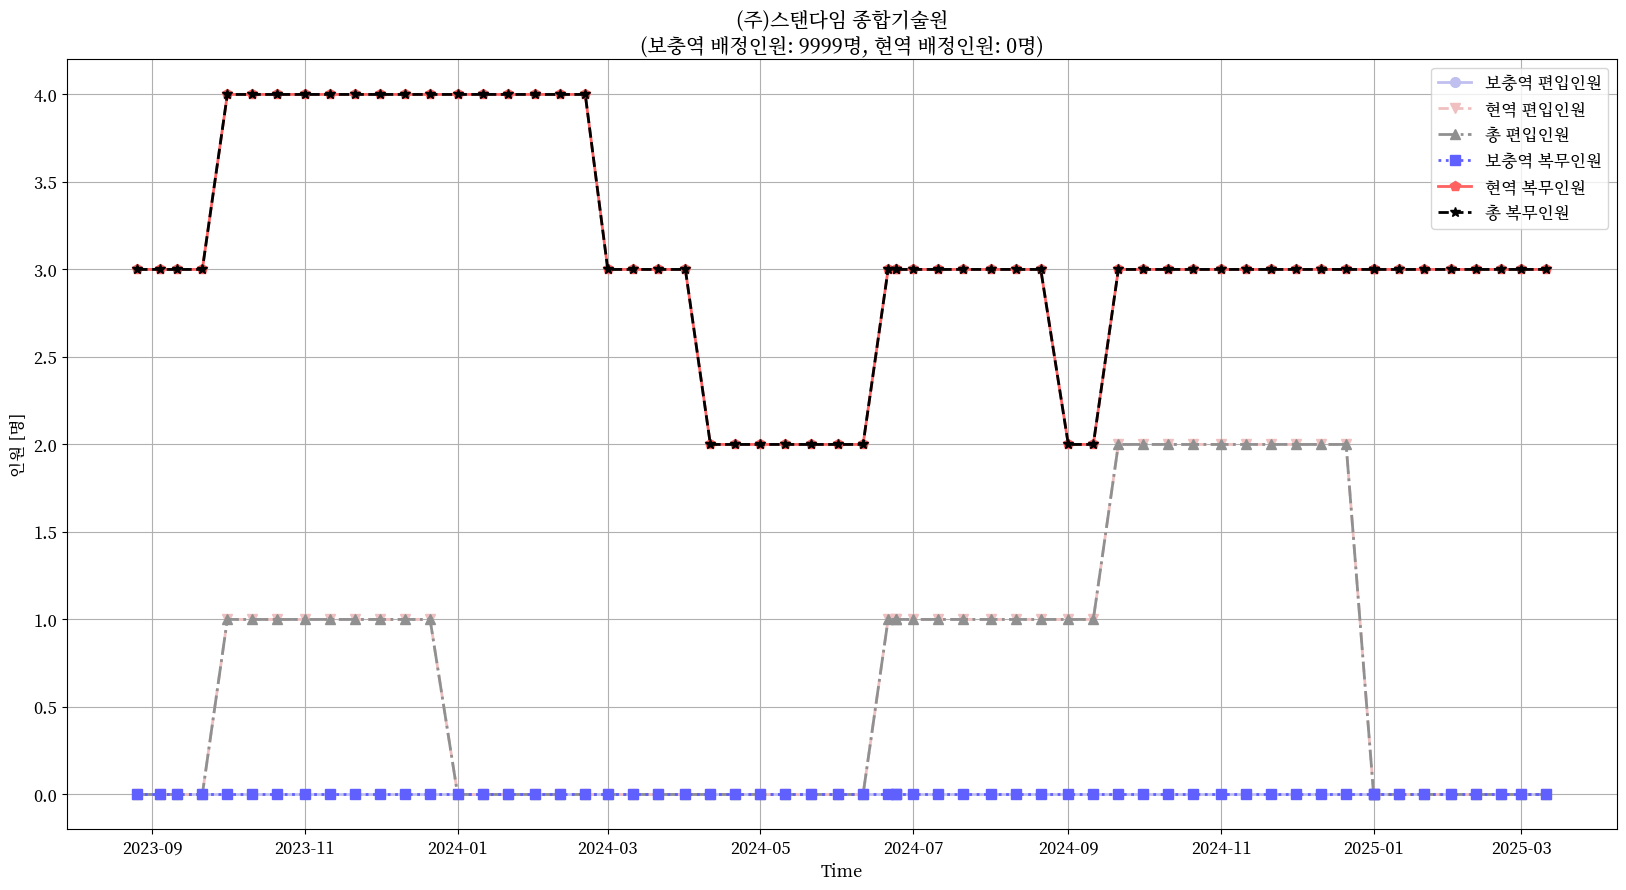 (주)스탠다임 종합기술원
(보충역 배정인원: 9999명, 현역 배정인원: 0명)
보충역 편입인원
현역 편입인원
총 편입인원
보충역 복무인원
현역 복무인원
총 복무인원
인원 [명]
4.0
3.5
3.0
2.5
2.0
1.5
1.0
0.5
0.0
2023-09 2023-11 2024-01 2024-03 2024-05 2024-07 2024-09 2024-11 2025-01 2025-03
Time